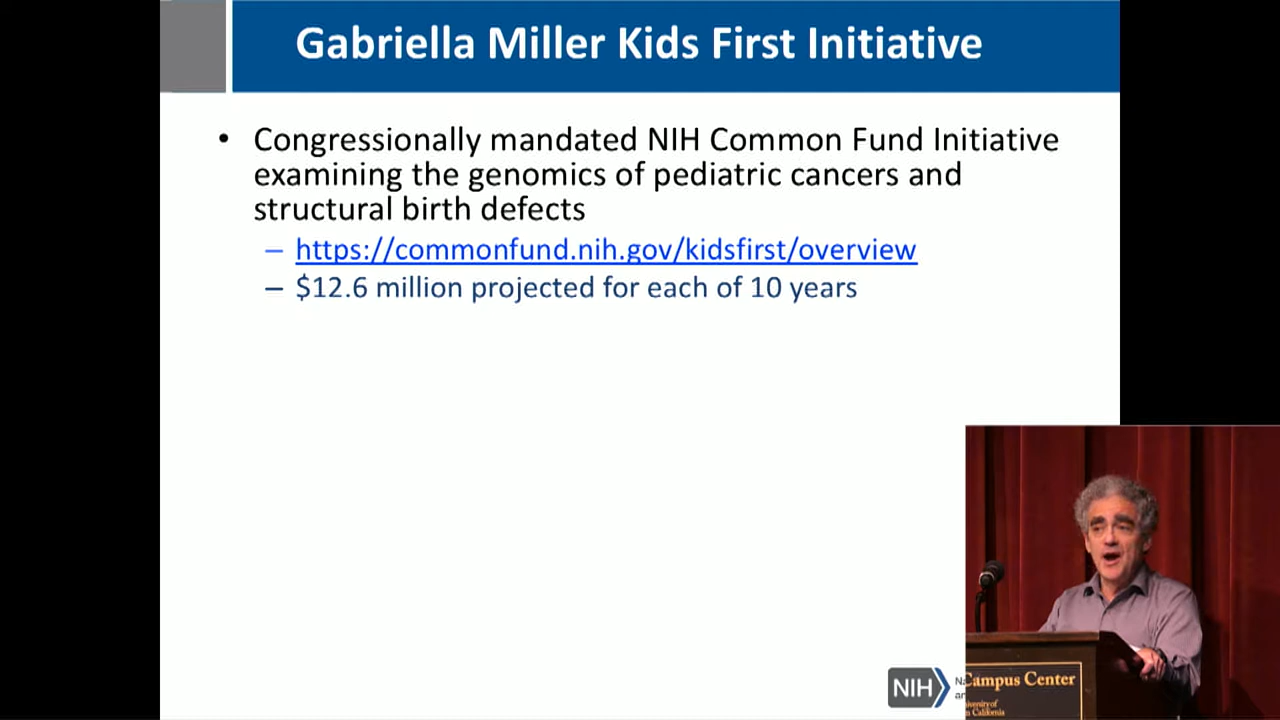 Gabriella Miller Kids First Initiative
• Congressionally mandated NIH Common Fund Initiative
examining the genomics of pediatric cancers and
structural birth defects
– https://commonfund.nih.gov/kidsfirst/overview
– $12.6 million projected for each of 10 years
NIH
Campus Center
California